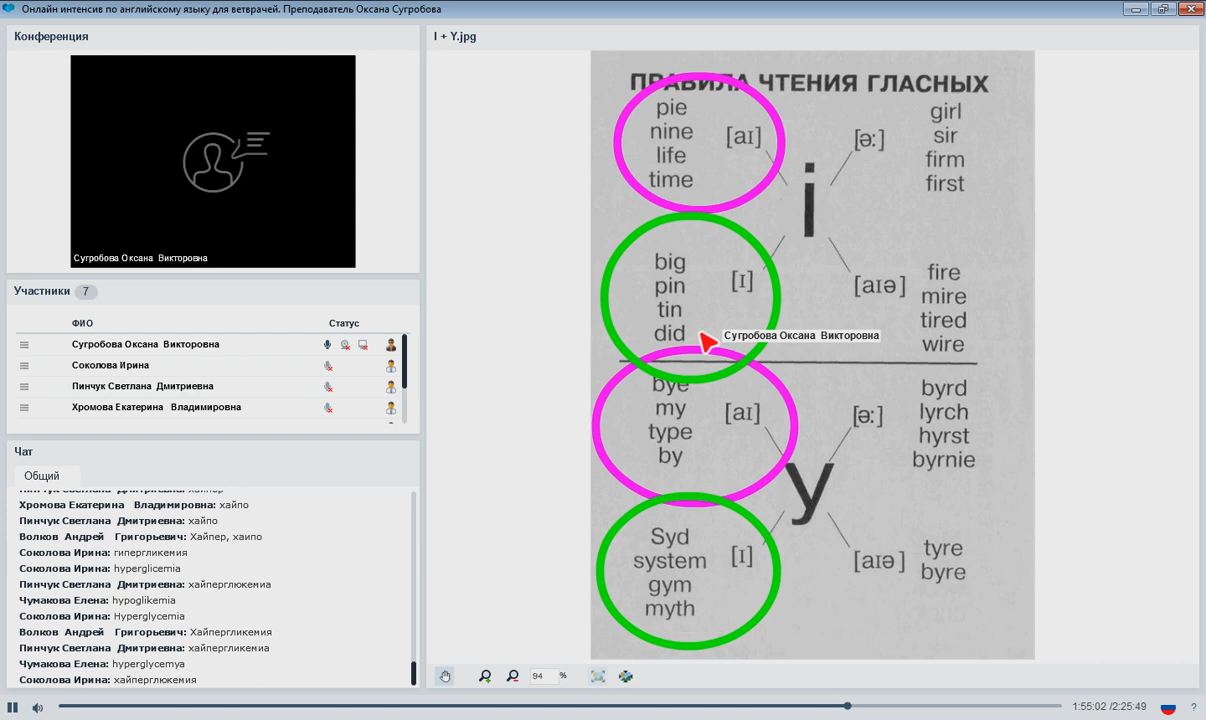 Онлайн интенсив по английскому языку для ветврачей. Преподаватель Оксана Сугробова
Конференция
Сугробова Оксана Викторовна
Участники 7
ФИО Статус
Сугробова Оксана Викторовна
Соколова Ирина
Пинчук Светлана Дмитриевна
Хромова Екатерина Владимировна
Чат
Общий
Пинчук Светлана Дмитриевна: хайпер
Хромова Екатерина Владимировна: хайпо
Пинчук Светлана Дмитриевна: хайпо
Волков Андрей Григорьевич: Хайпер, хаипо
Соколова Ирина: гипергликемия
Соколова Ирина: hyperglicemia
Пинчук Светлана Дмитриевна: хайперглюкемиа
Чумакова Елена: hypoglikemia
Соколова Ирина: Hyperglycemia
Волков Андрей Григорьевич: Хайпергликемия
Пинчук Светлана Дмитриевна: хайпергликемиа
Чумакова Елена: hyperglycemya
Соколова Ирина: хайперглюкемия
I + Y.jpg
ПРАВИЛА ЧТЕНИЯ ГЛАСНЫХ
pie
nine
life
time
[aɪ]
[ə:]
girl
sir
firm
first
i
big
pin
tin
did
[ɪ]
[aɪə]
fire
mire
tired
wire
Сугробова Оксана Викторовна
bye
my
type
by
[aɪ]
[ə:]
byrd
lyrch
hyrst
byrnie
y
Syd
system
gym
myth
[ɪ]
[aɪə]
tyre
byre
94 %
1:55:02 /2:25:49
?